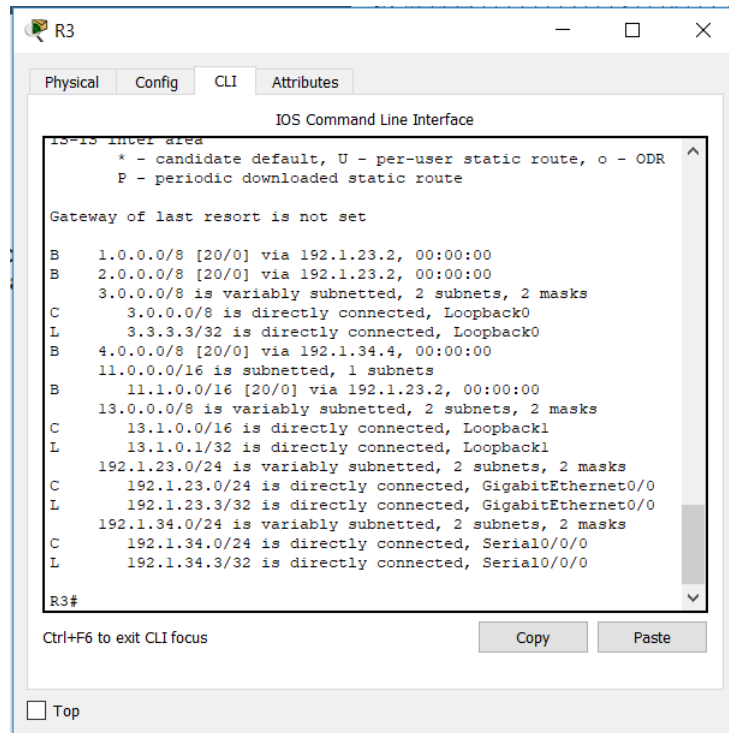 R3
Physical Config CLI Attributes
IOS Command Line Interface
inter area
* - candidate default, U - per-user static route, o - ODR
P - periodic downloaded static route
Gateway of last resort is not set
B 1.0.0.0/8 [20/0] via 192.1.23.2, 00:00:00
B 2.0.0.0/8 [20/0] via 192.1.23.2, 00:00:00
3.0.0.0/8 is variably subnetted, 2 subnets, 2 masks
C 3.0.0.0/8 is directly connected, Loopback0
L 3.3.3.3/32 is directly connected, Loopback0
B 4.0.0.0/8 [20/0] via 192.1.34.4, 00:00:00
11.0.0.0/16 is subnetted, 1 subnets
B 11.1.0.0/16 [20/0] via 192.1.23.2, 00:00:00
13.0.0.0/8 is variably subnetted, 2 subnets, 2 masks
C 13.1.0.0/16 is directly connected, Loopback1
L 13.1.0.1/32 is directly connected, Loopback1
192.1.23.0/24 is variably subnetted, 2 subnets, 2 masks
C 192.1.23.0/24 is directly connected, GigabitEthernet0/0
L 192.1.23.3/32 is directly connected, GigabitEthernet0/0
192.1.34.0/24 is variably subnetted, 2 subnets, 2 masks
C 192.1.34.0/24 is directly connected, Serial0/0/0
L 192.1.34.3/32 is directly connected, Serial0/0/0
R3#
Ctrl+F6 to exit CLI focus
Copy Paste
Top